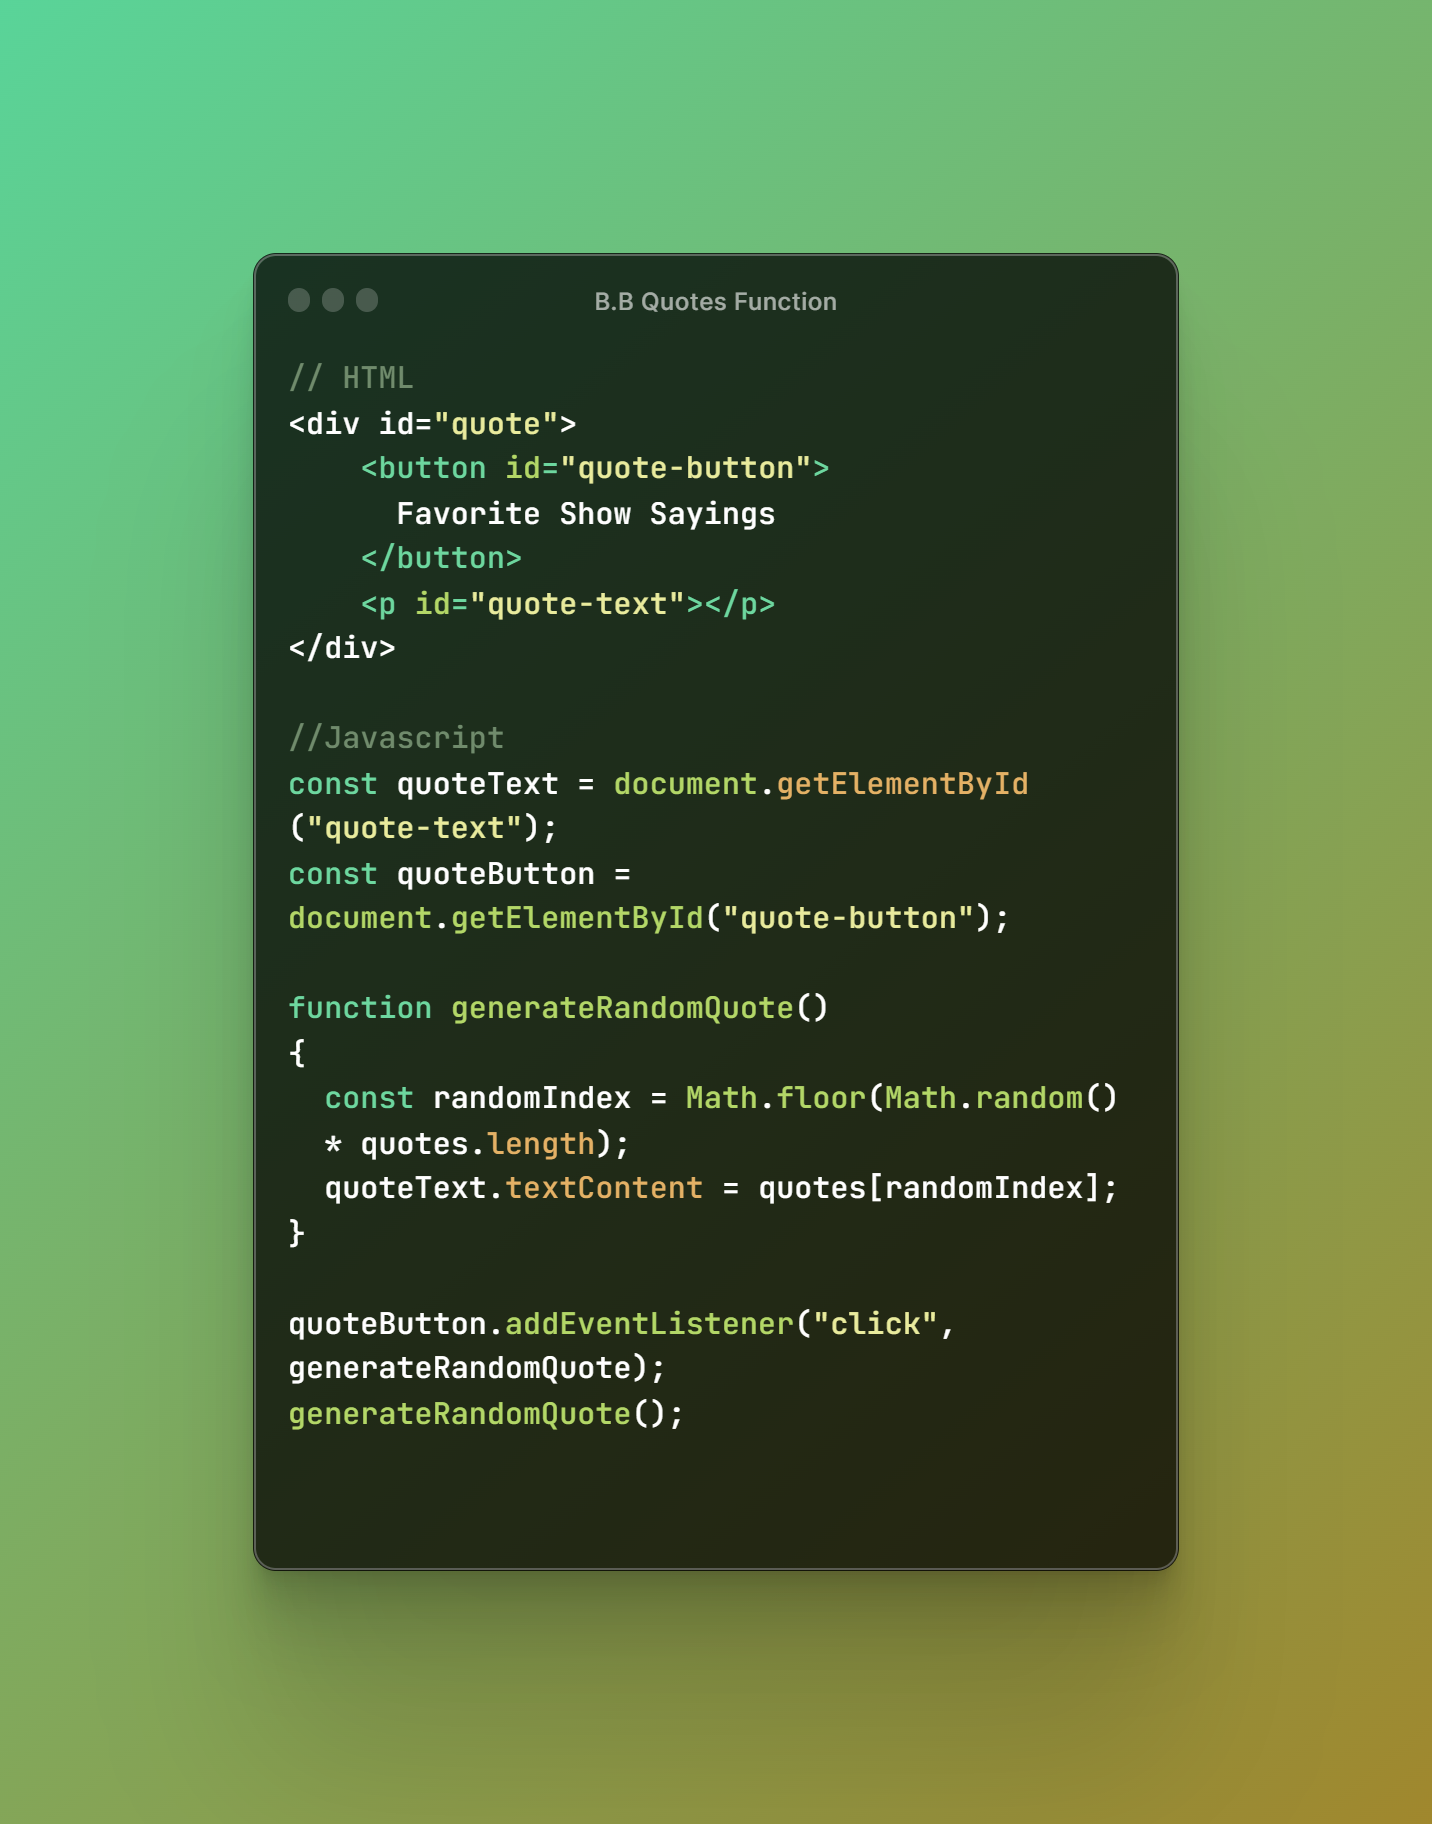 B.B Quotes Function
// HTML
<div id="quote">
    <button id="quote-button">
      Favorite Show Sayings
    </button>
    <p id="quote-text"></p>
</div>

//Javascript
const quoteText = document.getElementById
("quote-text");
const quoteButton =
document.getElementById("quote-button");

function generateRandomQuote()
{
  const randomIndex = Math.floor(Math.random()
  * quotes.length);
  quoteText.textContent = quotes[randomIndex];
}

quoteButton.addEventListener("click",
generateRandomQuote);
generateRandomQuote();